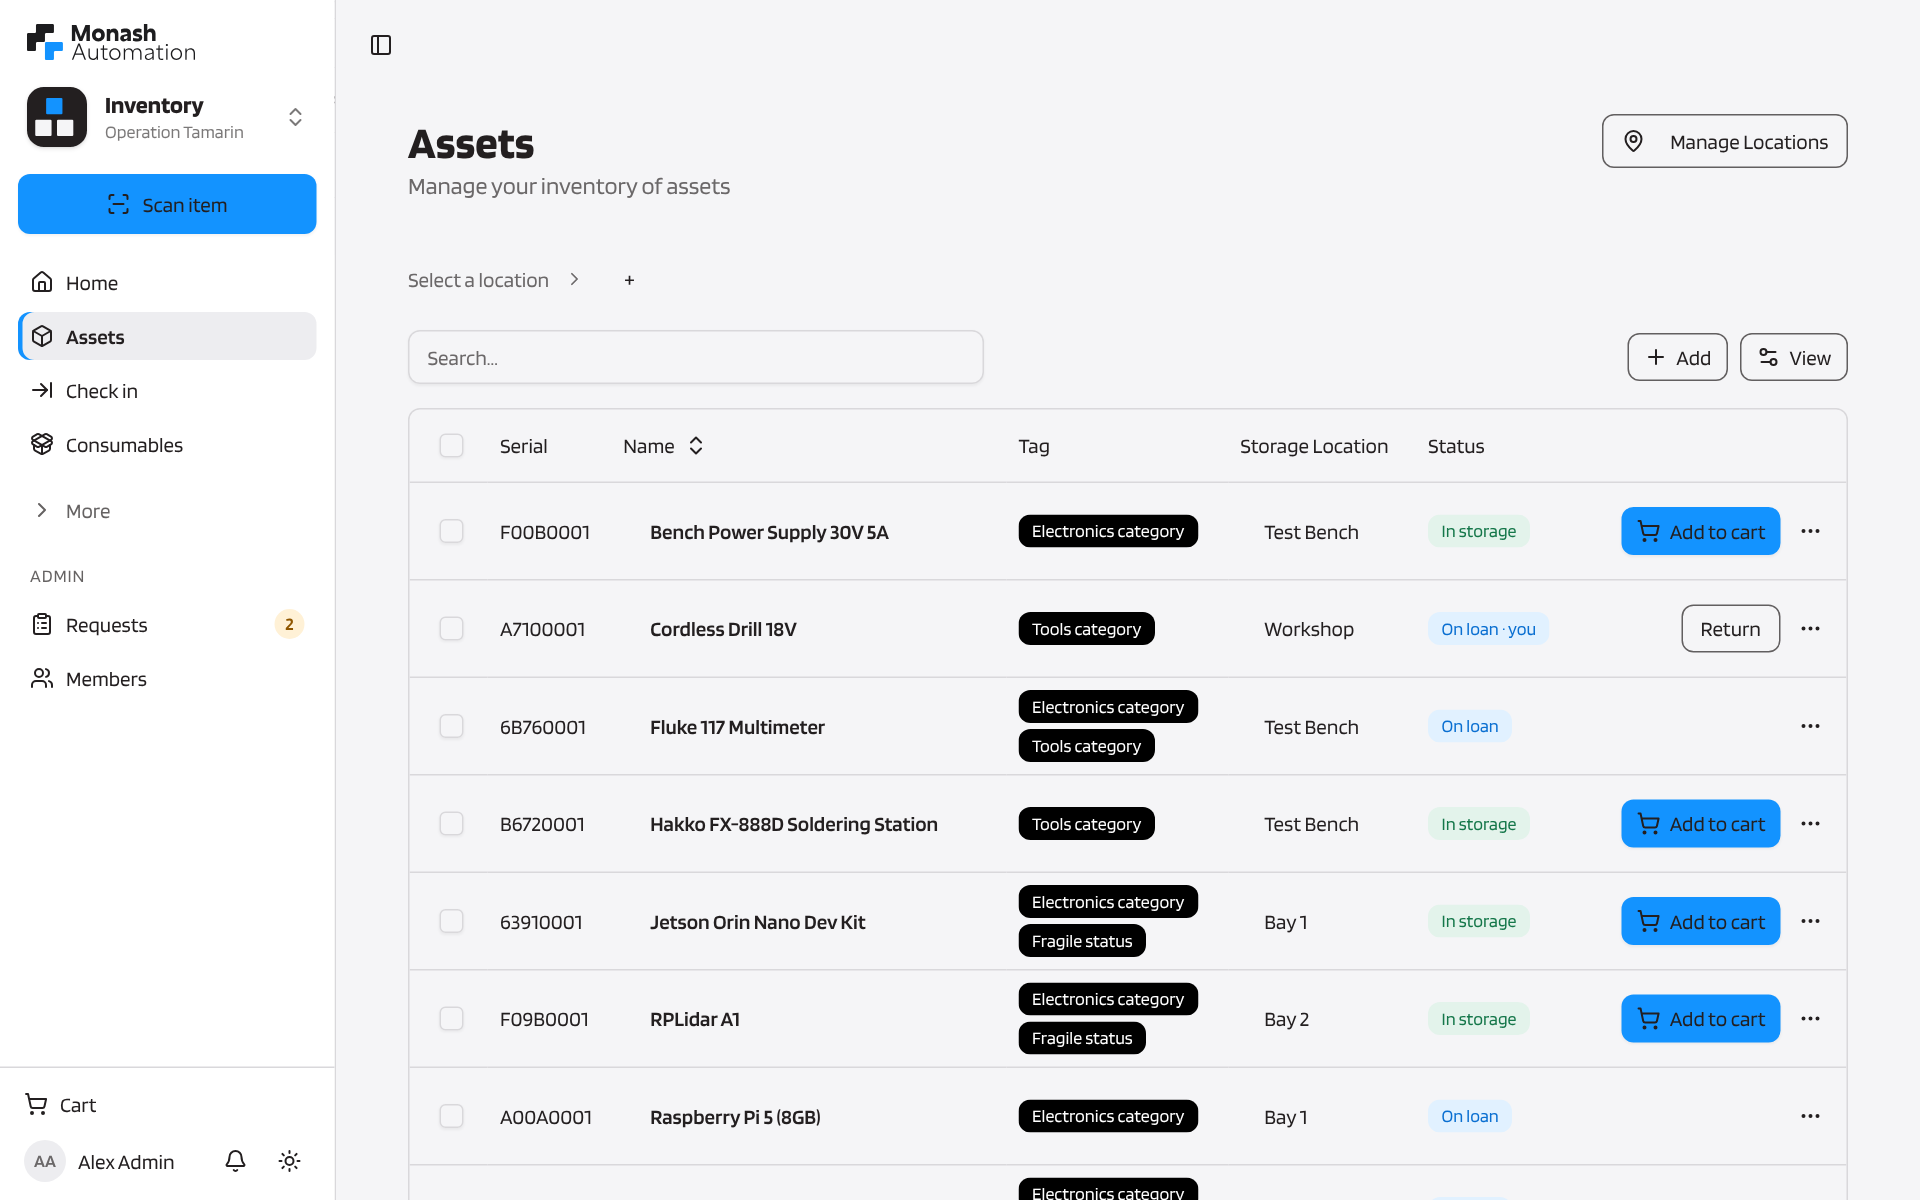 Monash
Automation
Inventory
Operation Tamarin
Scan item
Home
Assets
Check in
Consumables
More
ADMIN
Requests 2
Members
Cart
AA Alex Admin
Assets
Manage your inventory of assets
Manage Locations
Select a location +
Search...
Add View
Serial Name Tag Storage Location Status
F00B0001 Bench Power Supply 30V 5A Electronics category Test Bench In storage Add to cart
A7100001 Cordless Drill 18V Tools category Workshop On loan · you Return
6B760001 Fluke 117 Multimeter Electronics category Test Bench On loan
Tools category
B6720001 Hakko FX-888D Soldering Station Tools category Test Bench In storage Add to cart
63910001 Jetson Orin Nano Dev Kit Electronics category Bay 1 In storage Add to cart
Fragile status
F09B0001 RPLidar A1 Electronics category Bay 2 In storage Add to cart
Fragile status
A00A0001 Raspberry Pi 5 (8GB) Electronics category Bay 1 On loan
Electronics category